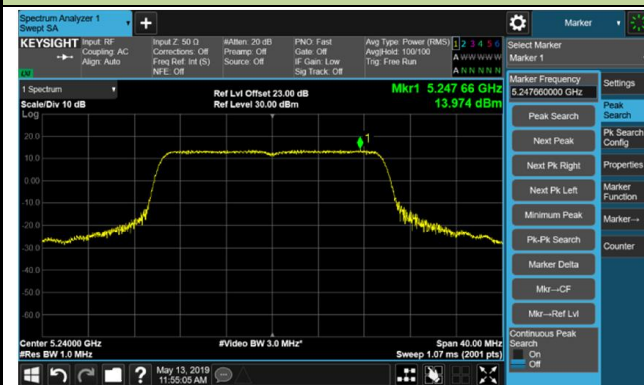 Spectrum Analyzer 1
Swept SA
Marker
KEYSIGHT
Input: RF
Coupling: AC
Align: Auto
Input Z: 50 Ω
Corrections: Off
Freq Ref: Int (S)
NFE: Off
#Atten: 20 dB
Preamp: Off
Source: Off
PNO: Fast
Gate: Off
IF Gain: Low
Sig Track: Off
Avg Type: Power (RMS)
Avg|Hold: 100/100
Trig: Free Run
1 2 3 4 5 6
A W W W W W
A N N N N N
Select Marker
Marker 1
1 Spectrum
Scale/Div 10 dB
Log
Ref Lvl Offset 23.00 dB
Ref Level 30.00 dBm
Mkr1 5.247 66 GHz
13.974 dBm
1
20.0
10.0
0.00
-10.0
-20.0
-30.0
-40.0
-50.0
-60.0
Center 5.24000 GHz
#Res BW 1.0 MHz
#Video BW 3.0 MHz*
Span 40.00 MHz
Sweep 1.07 ms (2001 pts)
Marker Frequency
5.247660000 GHz
Peak Search
Next Peak
Next Pk Right
Next Pk Left
Minimum Peak
Pk-Pk Search
Marker Delta
Mkr→CF
Mkr→Ref Lvl
Continuous Peak
Search
On
Off
Settings
Peak
Search
Pk Search
Config
Properties
Marker
Function
Marker→
Counter
?
May 13, 2019
11:55:05 AM